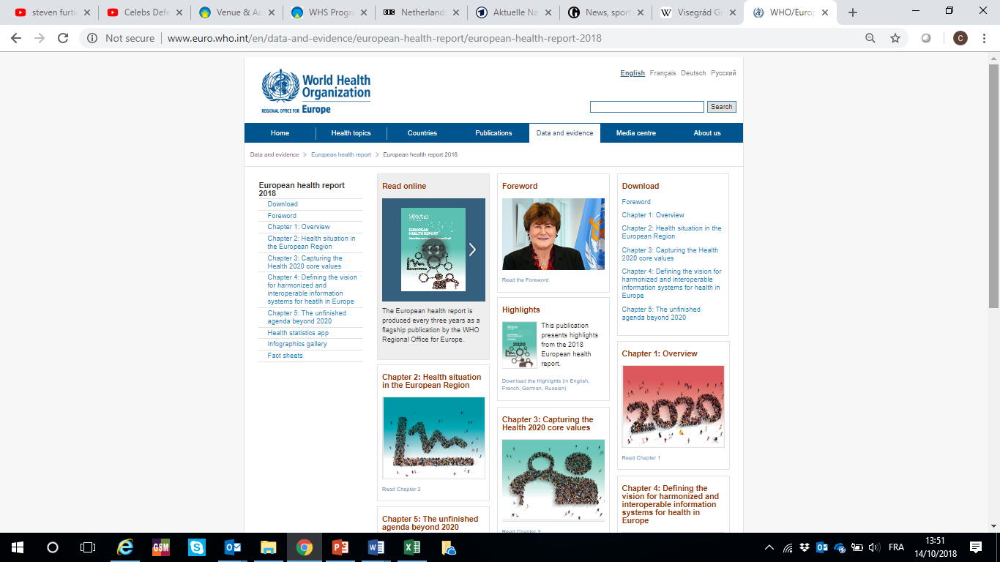 steven furti
Celebs Defe
Venue & Ac
WHS Progra
Netherland
Aktuelle Na
News, sport
Visegrád Gr
WHO/Europ
Not secure
www.euro.who.int/en/data-and-evidence/european-health-report/european-health-report-2018
World Health
Organization
REGIONAL OFFICE FOR Europe
English Français Deutsch Русский
Search
Home Health topics Countries Publications Data and evidence Media centre About us
Data and evidence > European health report > European health report 2018
European health report
2018
Download
Foreword
Chapter 1: Overview
Chapter 2: Health situation in
the European Region
Chapter 3: Capturing the
Health 2020 core values
Chapter 4: Defining the vision
for harmonized and
interoperable information
systems for heatlh in Europe
Chapter 5: The unfinished
agenda beyond 2020
Health statistics app
Infographics gallery
Fact sheets
Read online
EUROPEAN
HEALTH REPORT
2020
The European health report is
produced every three years as a
flagship publication by the WHO
Regional Office for Europe.
Chapter 2: Health situation
in the European Region
Read Chapter 2
Chapter 5: The unfinished
agenda beyond 2020
Foreword
Read the Foreword
Highlights
2020
This publication
presents highlights
from the 2018
European health
report.
Download the Highlights (in English,
French, German, Russian)
Chapter 3: Capturing the
Health 2020 core values
Read Chapter 3
Download
Foreword
Chapter 1: Overview
Chapter 2: Health situation in the
European Region
Chapter 3: Capturing the Health
2020 core values
Chapter 4: Defining the vision for
harmonized and interoperable
information systems for health in
Europe
Chapter 5: The unfinished
agenda beyond 2020
Chapter 1: Overview
2020
Read Chapter 1
Chapter 4: Defining the
vision for harmonized and
interoperable information
systems for health in
Europe
GSM
FRA
13:51
14/10/2018